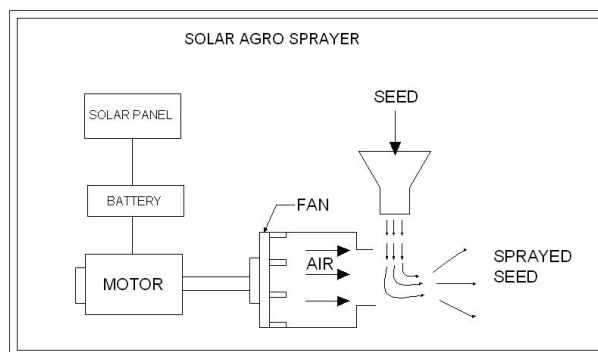 SOLAR AGRO SPRAYER
SOLAR PANEL
SEED
BATTERY
FAN
MOTOR
AIR
SPRAYED
SEED